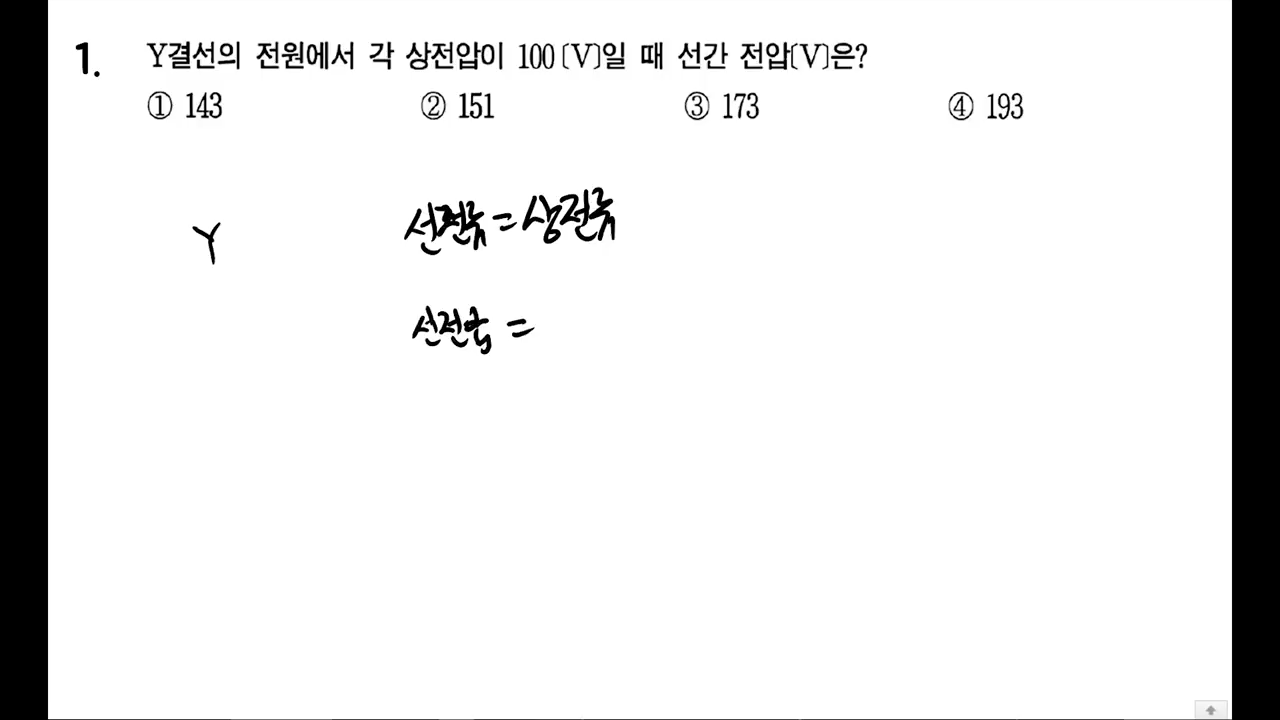 1. Y결선의 전원에서 각 상전압이 100〔V〕일 때 선간 전압〔V〕은?
① 143 ② 151 ③ 173 ④ 193
Y 선전류 = 상전류
선전압 =